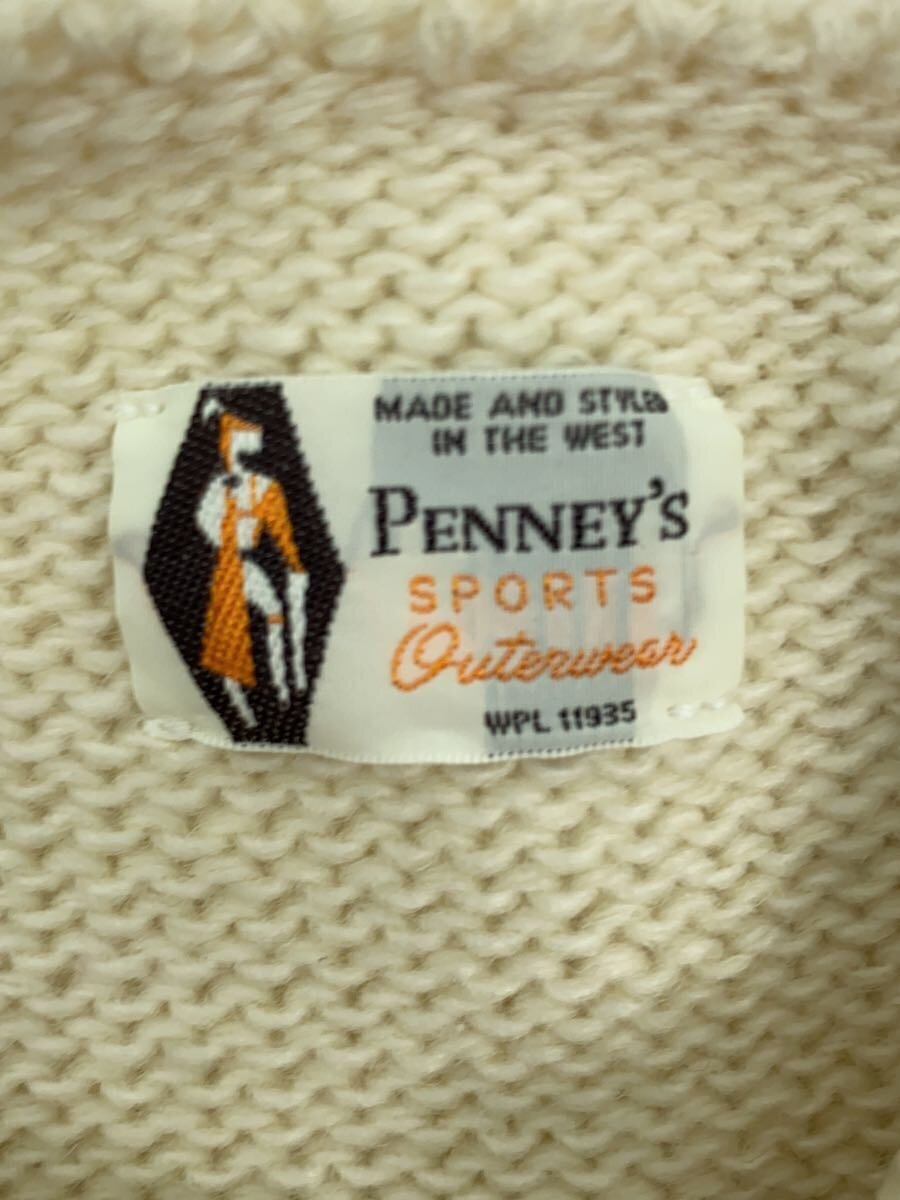 MADE AND STYLED
IN THE WEST
PENNEY'S
SPORTS
Outerwear
WPL 11935